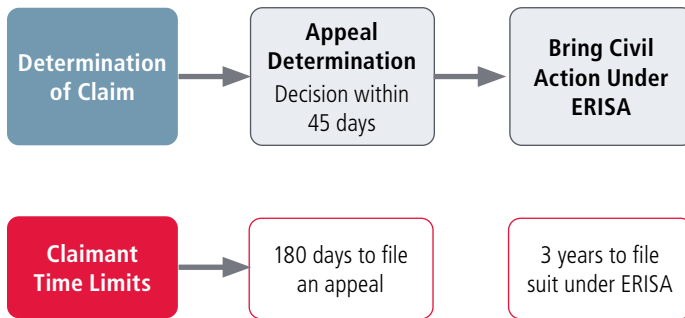 Determination
of Claim
Appeal
Determination
Decision within
45 days
Bring Civil
Action Under
ERISA
Claimant
Time Limits
180 days to file
an appeal
3 years to file
suit under ERISA